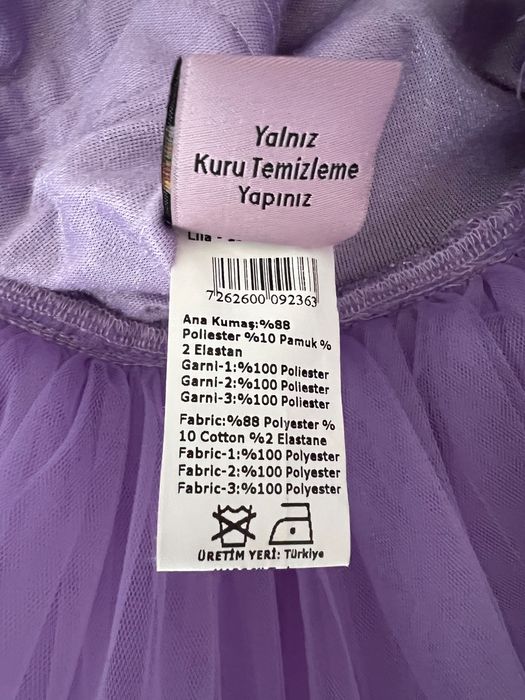 Yalnız
Kuru Temizleme
Yapınız
Lila -
7262600 092363
Ana Kumaş:%88
Poliester %10 Pamuk %
2 Elastan
Garni-1:%100 Poliester
Garni-2:%100 Poliester
Garni-3:%100 Poliester
Fabric:%88 Polyester %
10 Cotton %2 Elastane
Fabric-1:%100 Polyester
Fabric-2:%100 Polyester
Fabric-3:%100 Polyester
ÜRETİM YERİ: Türkiye